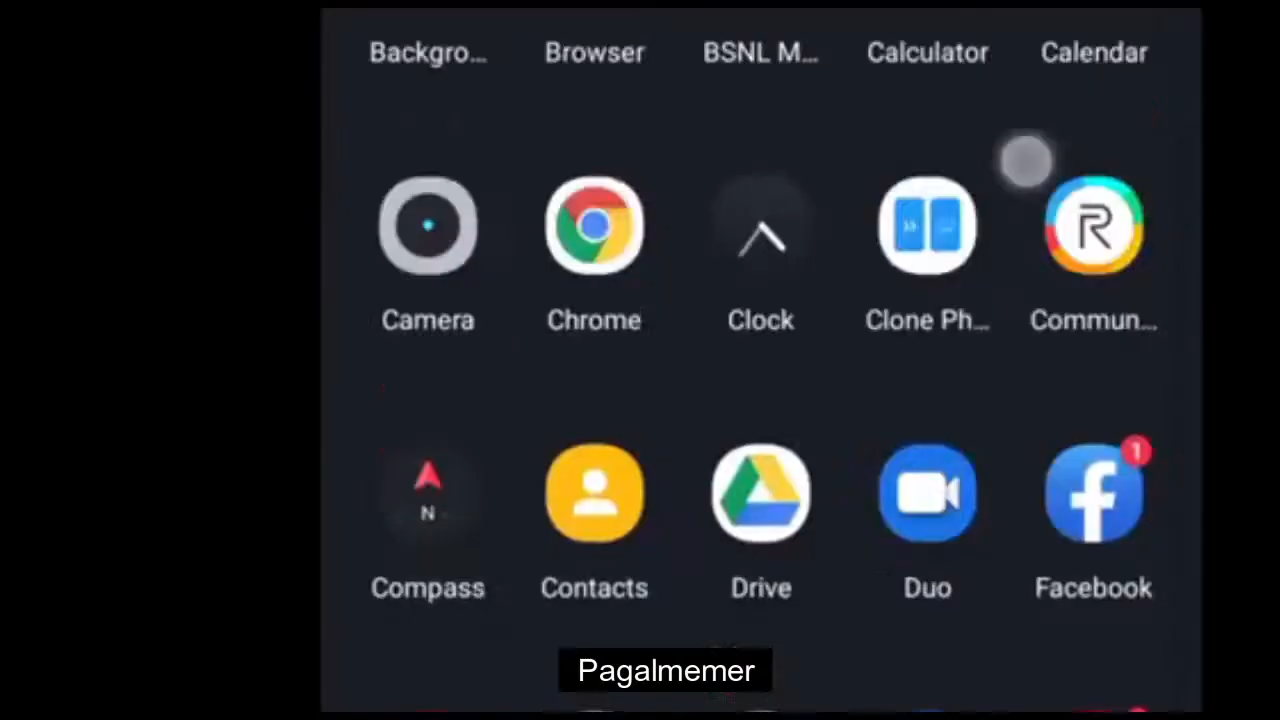 Backgro... Browser BSNL M... Calculator Calendar
Camera Chrome Clock Clone Ph... Commun...
N
1
Compass Contacts Drive Duo Facebook
Pagalmemer